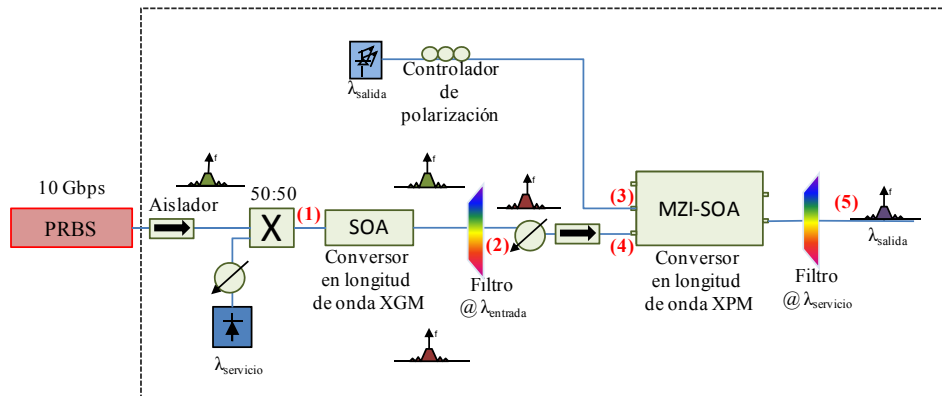 λsalida
Controlador
de
polarización
f
f
f
10 Gbps
PRBS
Aislador
50:50
X
(1)
SOA
Conversor
en longitud
de onda XGM
(2)
Filtro
@ λentrada
(3)
(4)
MZI-SOA
Conversor
en longitud
de onda XPM
(5)
f
λsalida
Filtro
@ λservicio
λservicio
f